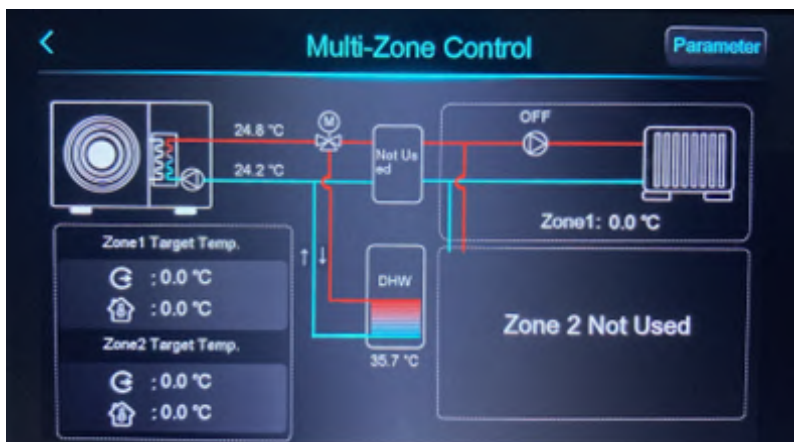 Multi-Zone Control
Parameter
24.8 °C
M
24.2 °C
Not Us
ed
OFF
Zone1: 0.0 °C
Zone1 Target Temp.
: 0.0 °C
: 0.0 °C
Zone2 Target Temp.
: 0.0 °C
: 0.0 °C
DHW
35.7 °C
Zone 2 Not Used